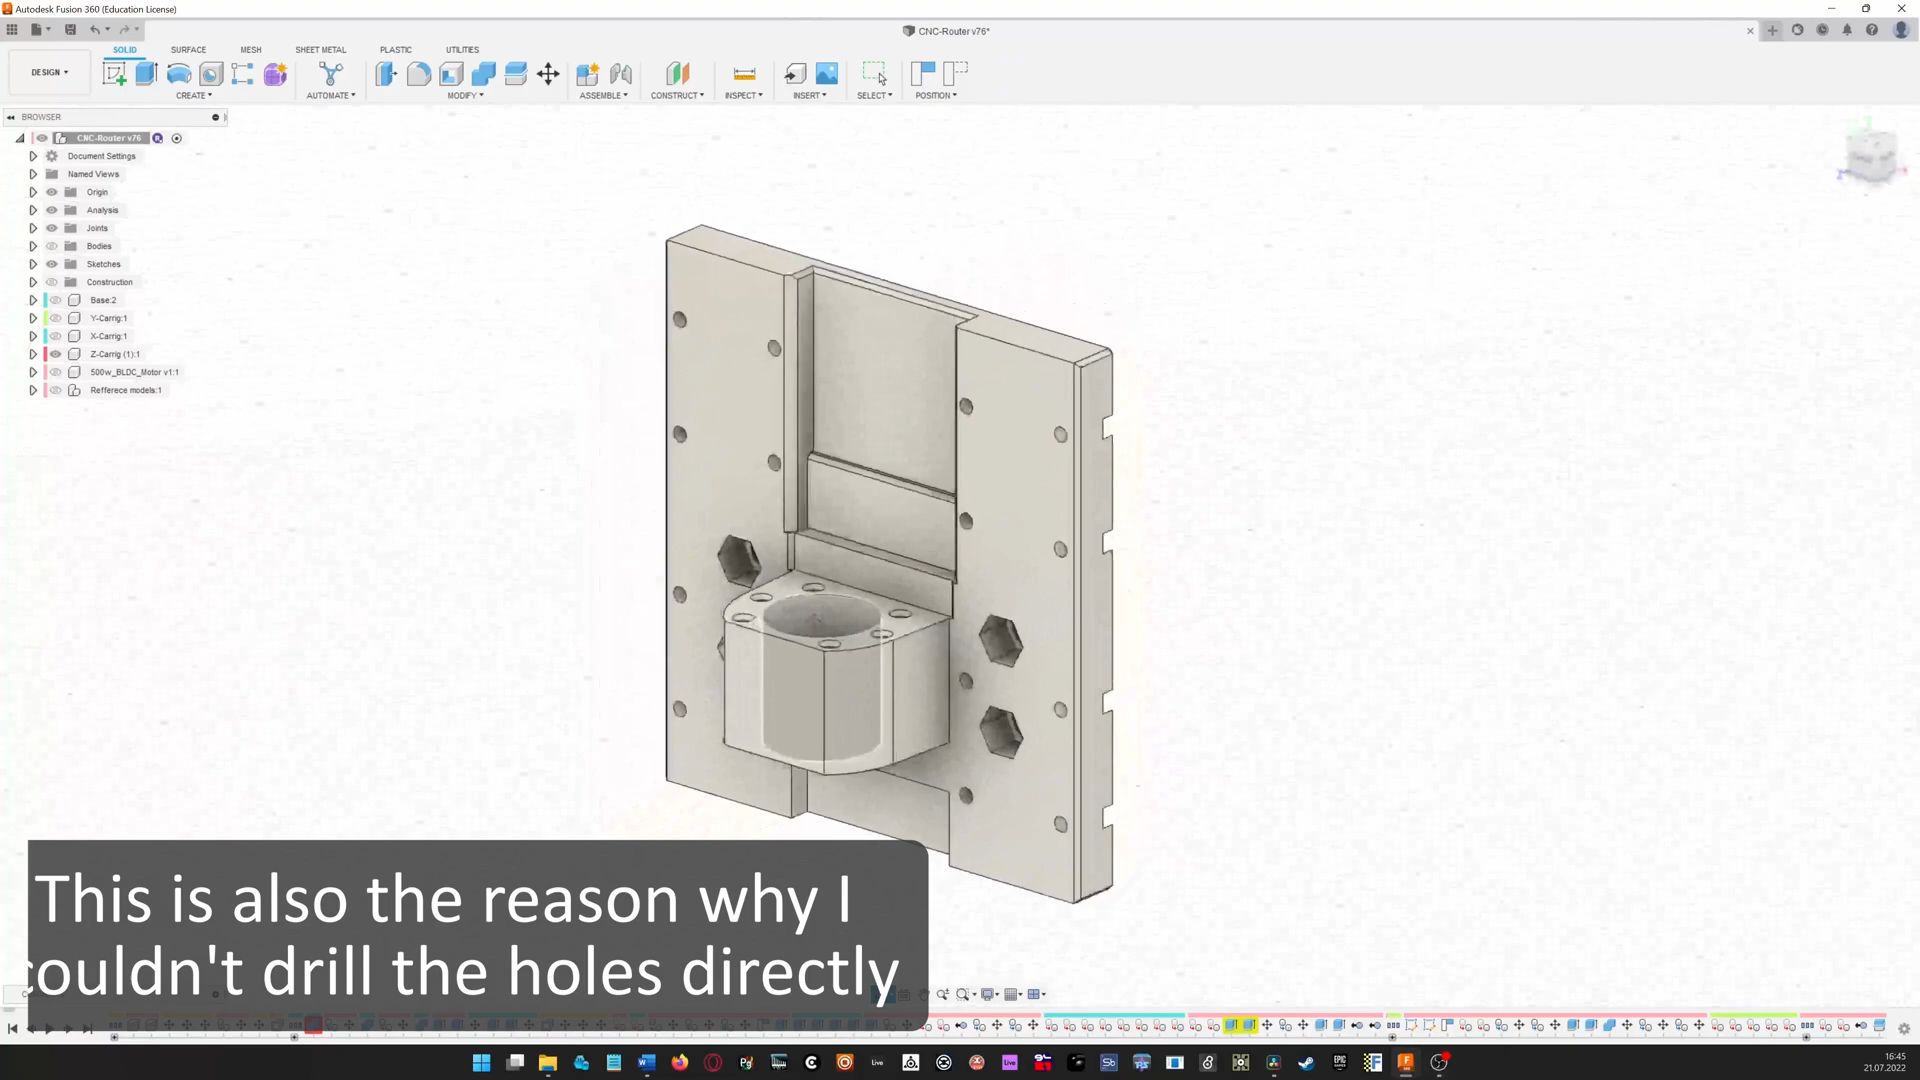 Autodesk Fusion 360 (Education License)
CNC-Router v76*
SOLID SURFACE MESH SHEET METAL PLASTIC UTILITIES
DESIGN
CREATE AUTOMATE MODIFY ASSEMBLE CONSTRUCT INSPECT INSERT SELECT POSITION
BROWSER
CNC-Router v76
Document Settings
Named Views
Origin
Analysis
Joints
Bodies
Sketches
Construction
Base:2
Y-Carrig:1
X-Carrig:1
Z-Carrig (1):1
500w_BLDC_Motor v1:1
Refferece models:1
This is also the reason why I
couldn't drill the holes directly
16:45
21.07.2022